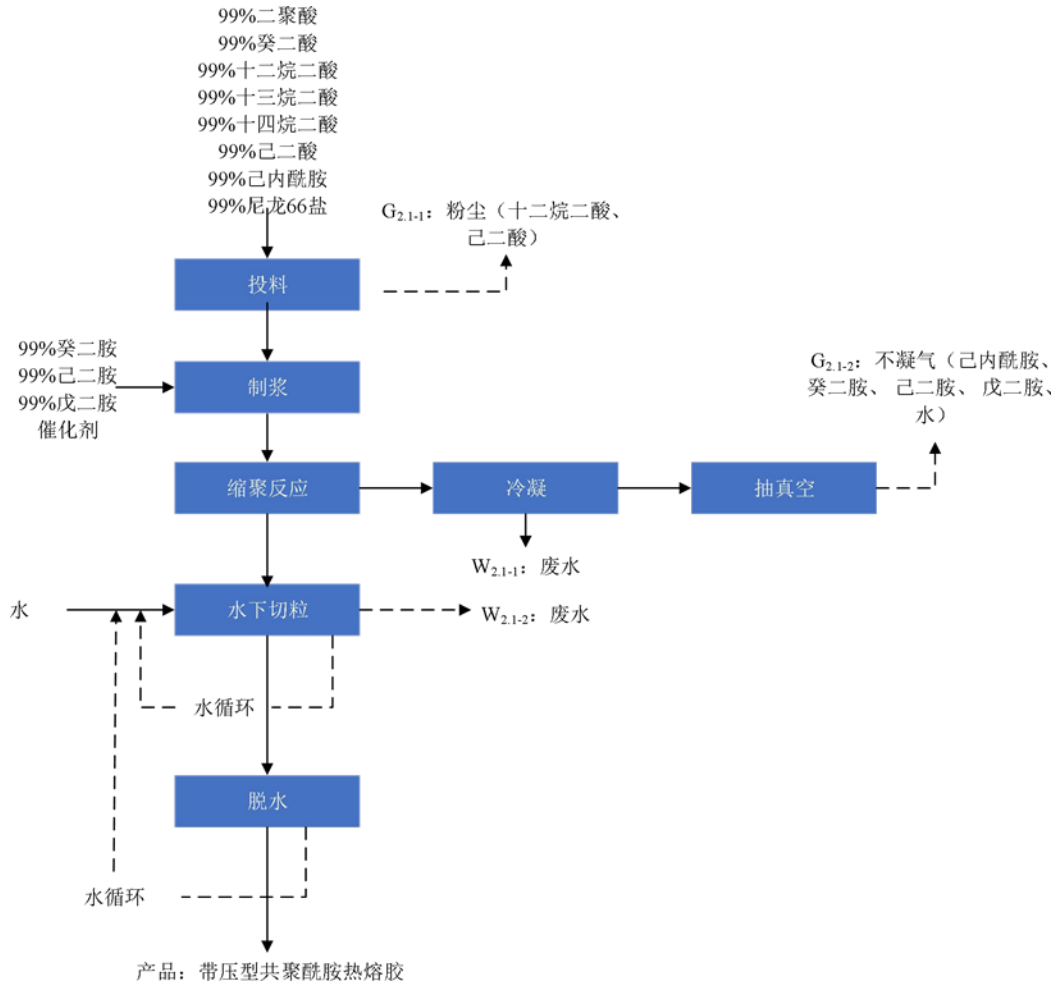 99%二聚酸
99%癸二酸
99%十二烷二酸
99%十三烷二酸
99%十四烷二酸
99%己二酸
99%己内酰胺
99%尼龙66盐
G2.1-1：粉尘（十二烷二酸、
己二酸）
投料
99%癸二胺
99%己二胺
99%戊二胺
催化剂
制浆
G2.1-2：不凝气（己内酰胺、
癸二胺、己二胺、戊二胺、
水）
缩聚反应
冷凝
抽真空
W2.1-1：废水
水
水下切粒
W2.1-2：废水
水循环
脱水
水循环
产品：带压型共聚酰胺热熔胶